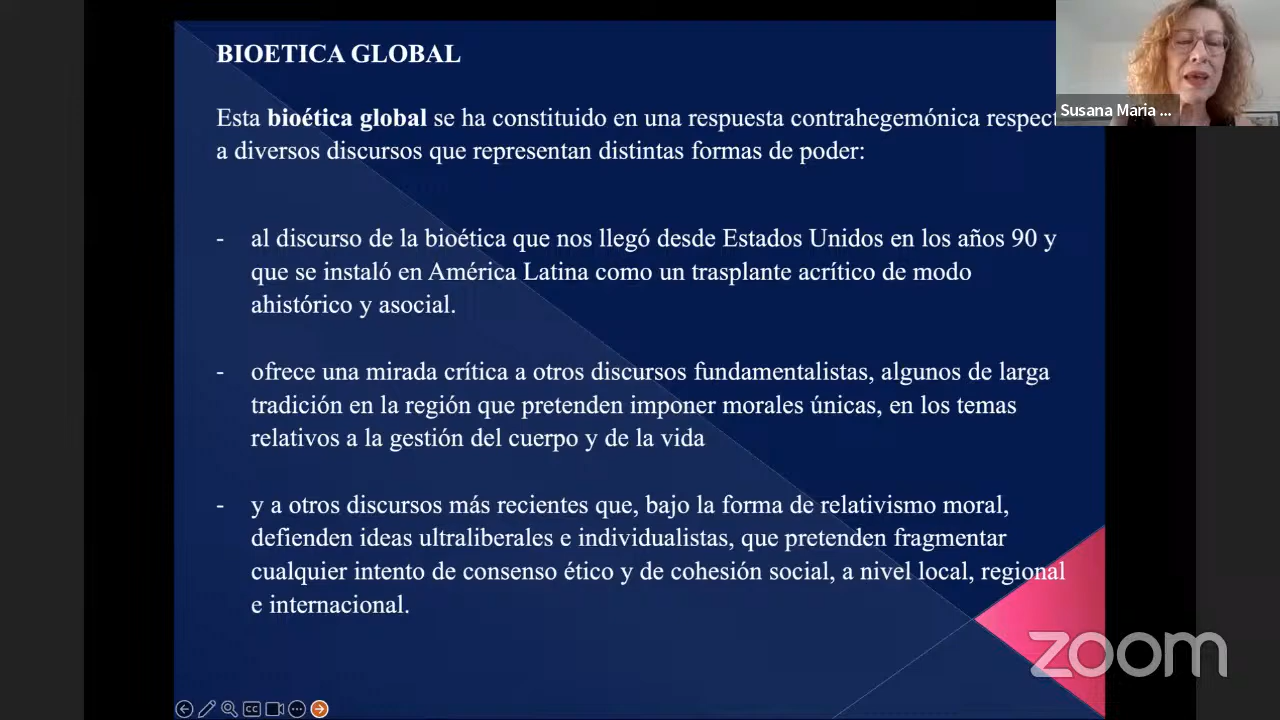 BIOETICA GLOBAL
Esta bioética global se ha constituido en una respuesta contrahegemónica respect
a diversos discursos que representan distintas formas de poder:
- al discurso de la bioética que nos llegó desde Estados Unidos en los años 90 y
que se instaló en América Latina como un trasplante acrítico de modo
ahistórico y asocial.
- ofrece una mirada crítica a otros discursos fundamentalistas, algunos de larga
tradición en la región que pretenden imponer morales únicas, en los temas
relativos a la gestión del cuerpo y de la vida
- y a otros discursos más recientes que, bajo la forma de relativismo moral,
defienden ideas ultraliberales e individualistas, que pretenden fragmentar
cualquier intento de consenso ético y de cohesión social, a nivel local, regional
e internacional.
Susana Maria ...
zoom
CC